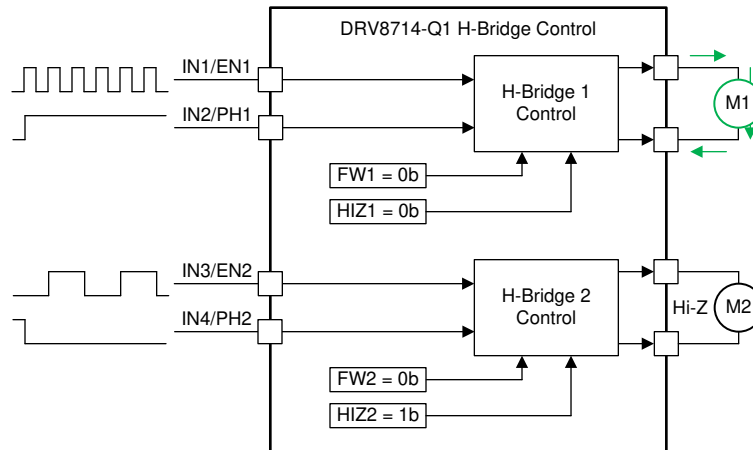 DRV8714-Q1 H-Bridge Control
IN1/EN1
IN2/PH1
H-Bridge 1
Control
M1
FW1 = 0b
HIZ1 = 0b
IN3/EN2
IN4/PH2
H-Bridge 2
Control
Hi-Z
M2
FW2 = 0b
HIZ2 = 1b